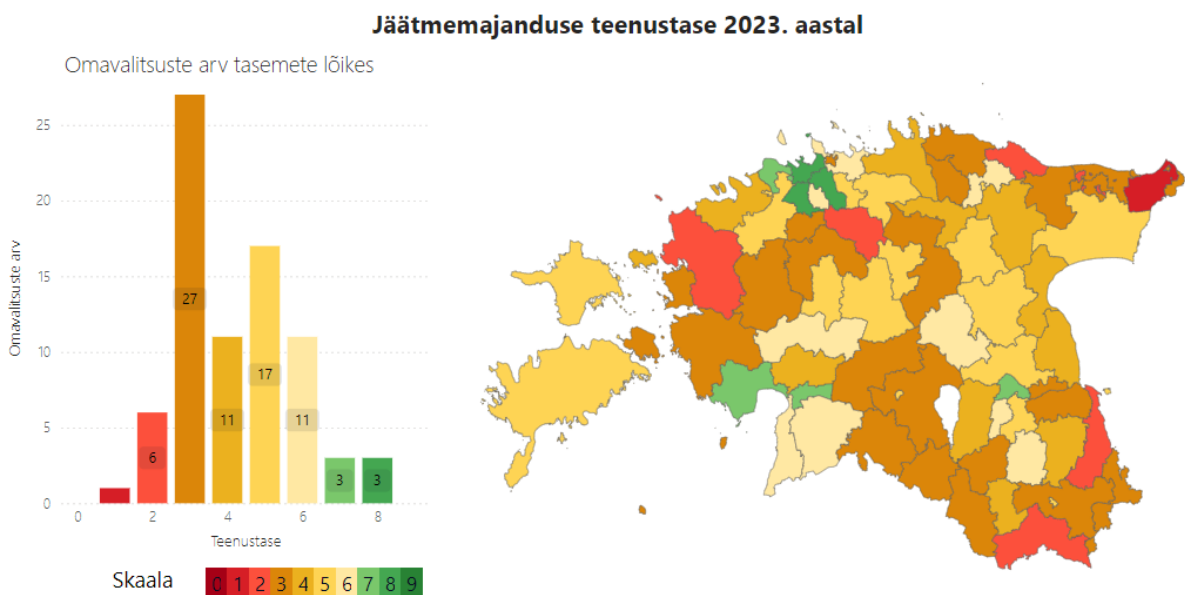 Jäätmemajanduse teenustase 2023. aastal
Omavalitsuste arv tasemete lõikes
Omavalitsuste arv
25
20
15
10
5
0
6
27
11
17
11
3
3
0 2 4 6 8
Teenustase
Skaala 0 1 2 3 4 5 6 7 8 9